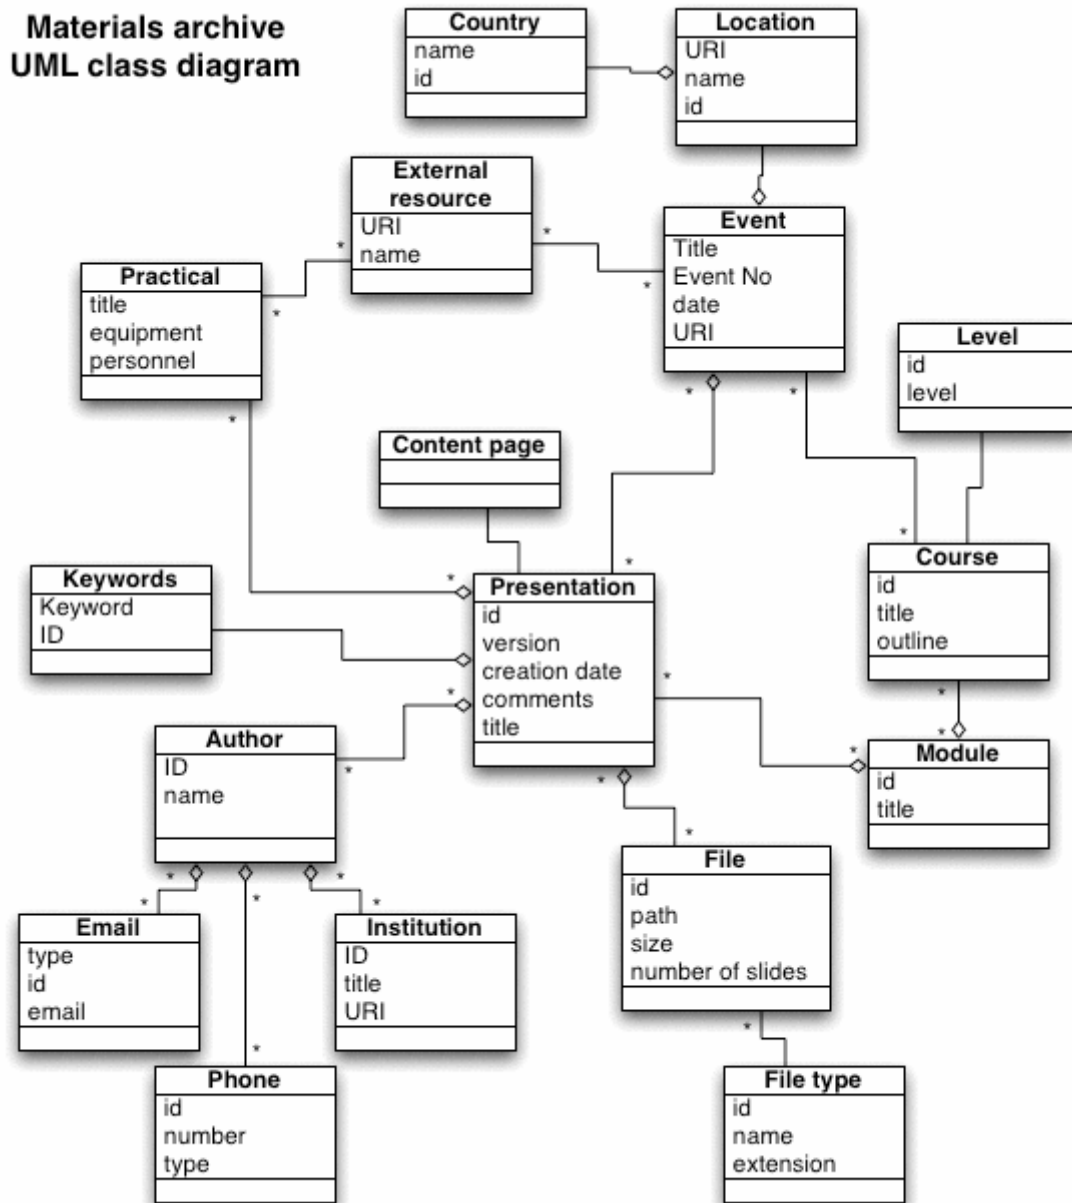 Materials archive
UML class diagram
Country
name
id
Location
URI
name
id
External
resource
URI
name
*
*
*
*
Event
Title
Event No
date
URI
Practical
title
equipment
personnel
Level
id
level
*
*
*
Content page
*
*
Keywords
Keyword
ID
*
Presentation
id
version
creation date
comments
title
Course
id
title
outline
*
*
*
*
*
*
*
*
Author
ID
name
Module
id
title
*
File
id
path
size
number of slides
*
*
*
*
*
*
Email
type
id
email
Institution
ID
title
URI
*
*
Phone
id
number
type
File type
id
name
extension